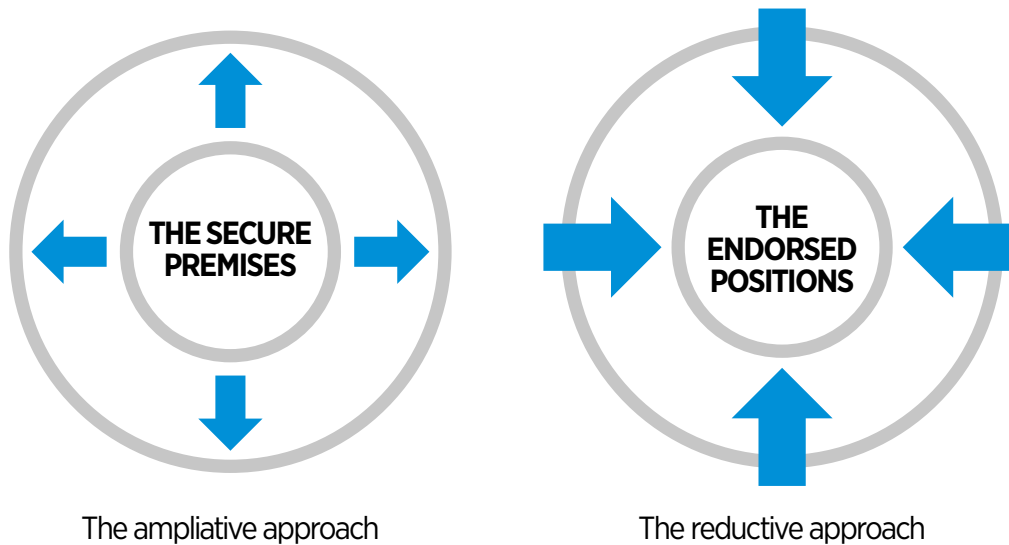 THE SECURE
PREMISES
The ampliative approach
THE
ENDORSED
POSITIONS
The reductive approach